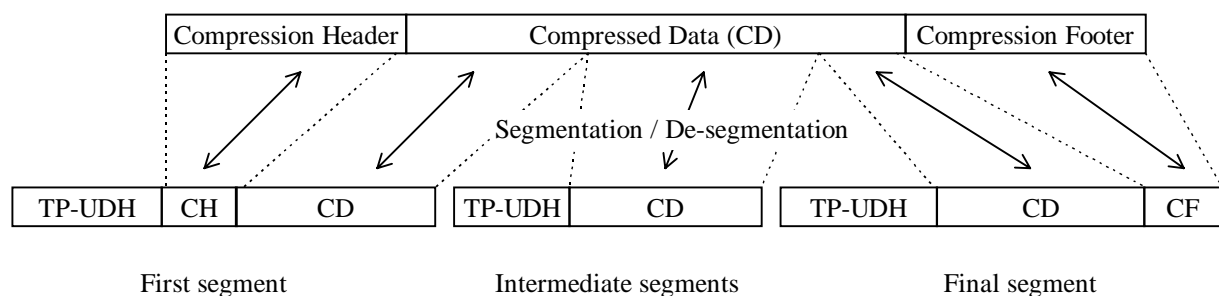 Compression Header Compressed Data (CD) Compression Footer
Segmentation / De-segmentation
TP-UDH CH CD TP-UDH CD TP-UDH CD CF
First segment Intermediate segments Final segment